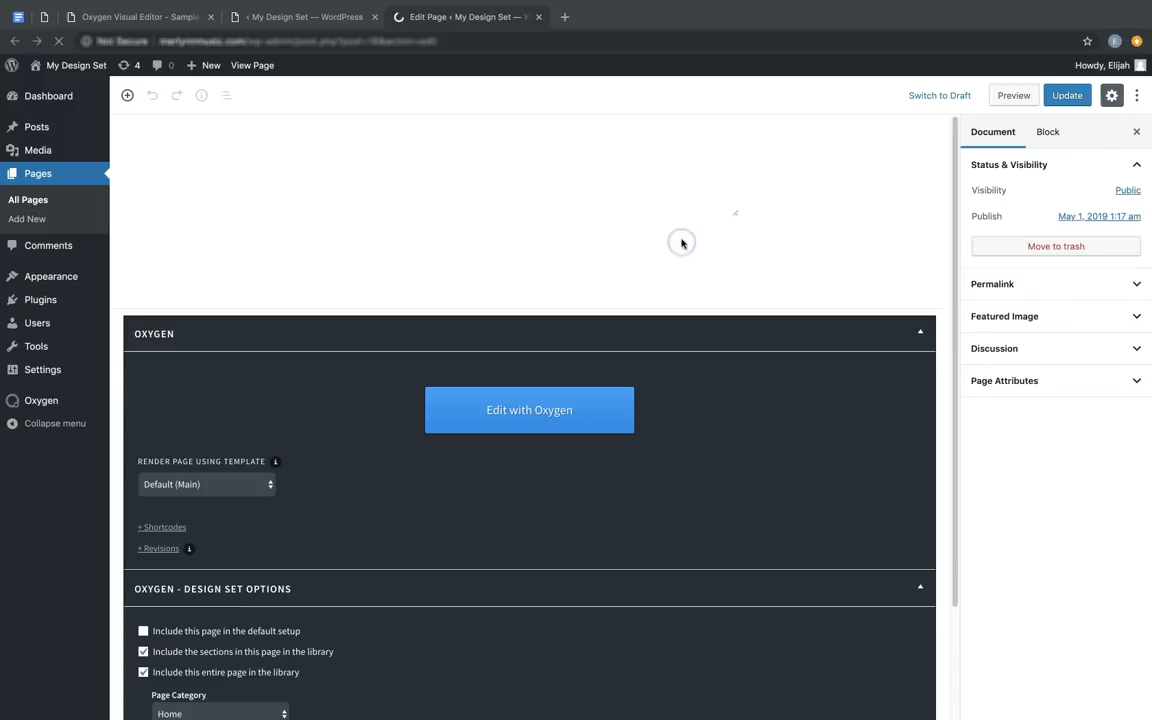 Oxygen Visual Editor - Sample
‹ My Design Set — WordPress
Edit Page ‹ My Design Set — W
Not Secure
My Design Set
4
0
New
View Page
Howdy, Elijah
Dashboard
Posts
Media
Pages
All Pages
Add New
Comments
Appearance
Plugins
Users
Tools
Settings
Oxygen
Collapse menu
Switch to Draft
Preview
Update
Document
Block
Status & Visibility
Visibility
Public
Publish
May 1, 2019 1:17 am
Move to trash
Permalink
Featured Image
Discussion
Page Attributes
OXYGEN
Edit with Oxygen
RENDER PAGE USING TEMPLATE
Default (Main)
+ Shortcodes
+ Revisions
OXYGEN - DESIGN SET OPTIONS
Include this page in the default setup
Include the sections in this page in the library
Include this entire page in the library
Page Category
Home